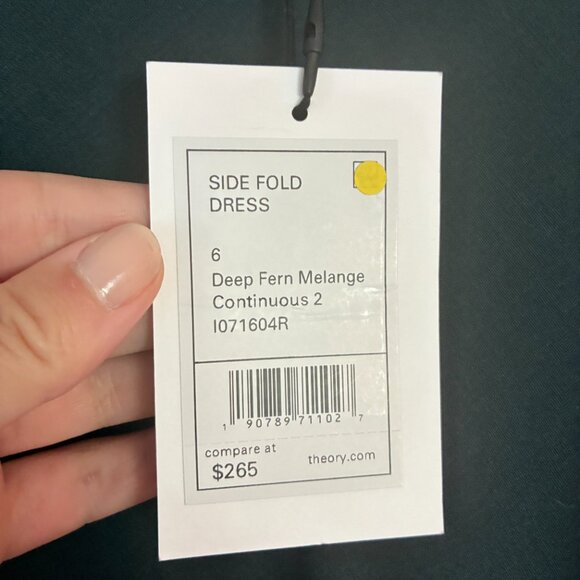 SIDE FOLD
DRESS
6
Deep Fern Melange
Continuous 2
I071604R
1 90789 71102 7
compare at
$265
theory.com